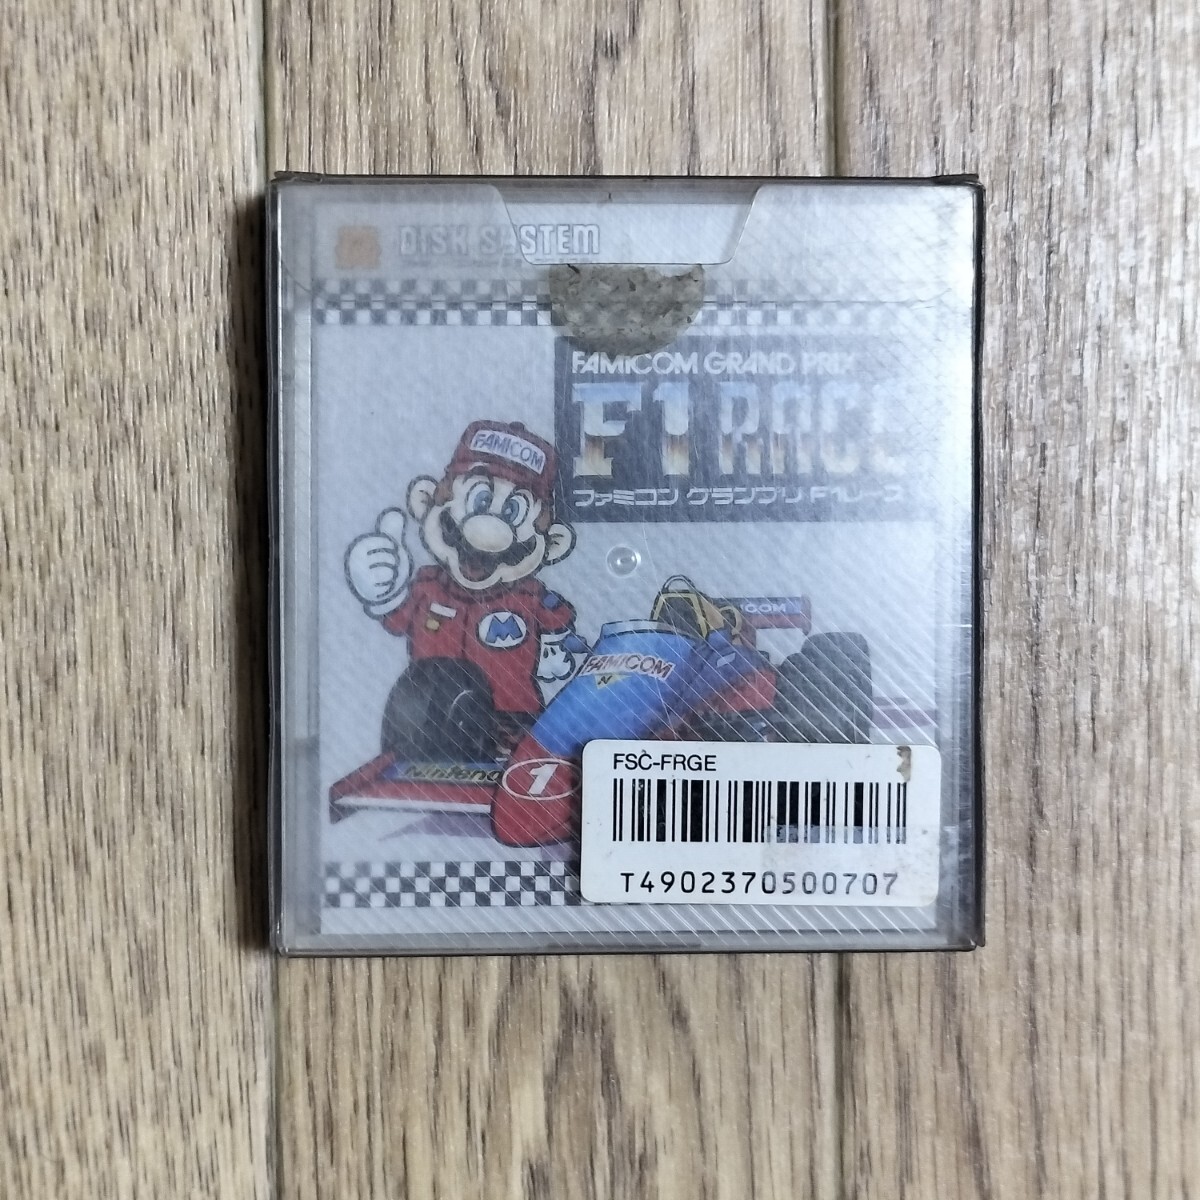 DISK SYSTEM
FAMICOM GRAND PRIX
F1 RACE
ファミコン グランプリ F1レース
FAMICOM
M
FAMICOM
N
Nintendo
1
FSC-FRGE
T4902370500707